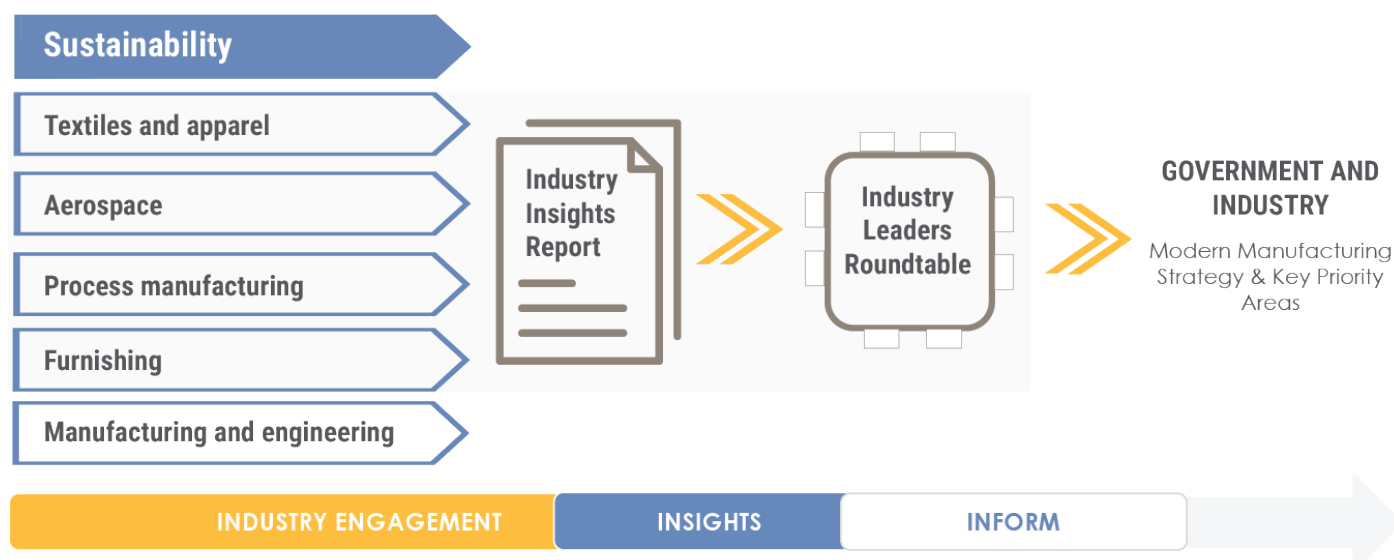 Sustainability
Textiles and apparel
Aerospace
Process manufacturing
Furnishing
Manufacturing and engineering
Industry
Insights
Report
Industry
Leaders
Roundtable
GOVERNMENT AND
INDUSTRY
Modern Manufacturing
Strategy & Key Priority
Areas
INDUSTRY ENGAGEMENT
INSIGHTS
INFORM